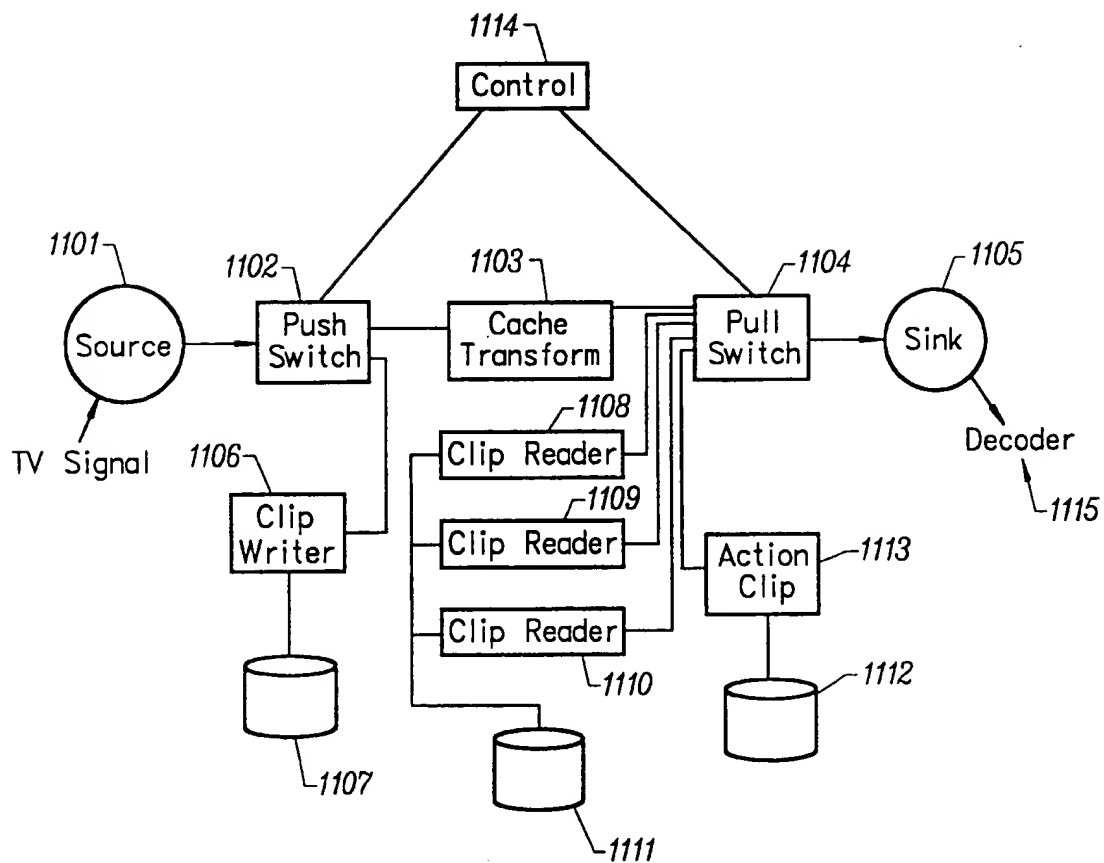 1114
Control
1101
1102
1103
1104
1105
Source
Push
Switch
Cache
Transform
Pull
Switch
Sink
TV Signal
1106
Clip
Writer
1107
1108
Clip Reader
1109
Clip Reader
Clip Reader
1110
1111
Decoder
1115
Action
Clip
1113
1112